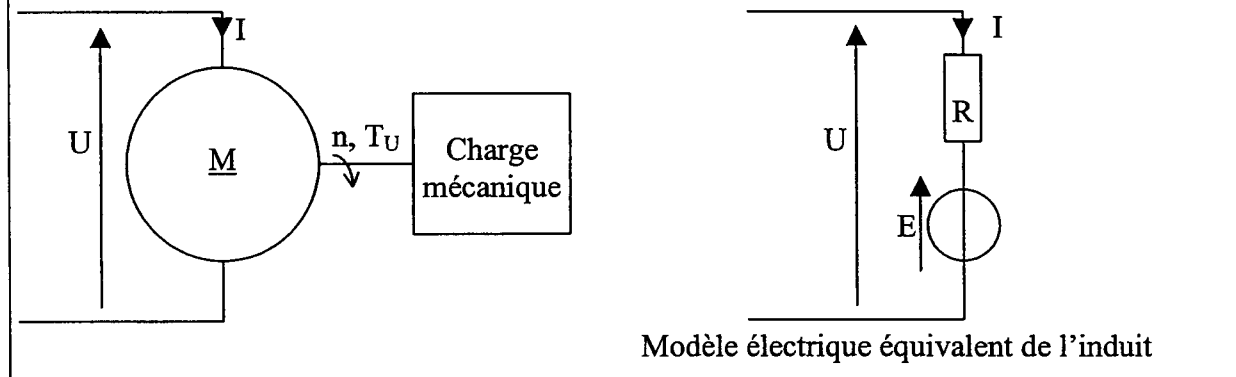 I
U
M
n, T_U
Charge
mécanique
I
U
R
E
Modèle électrique équivalent de l'induit